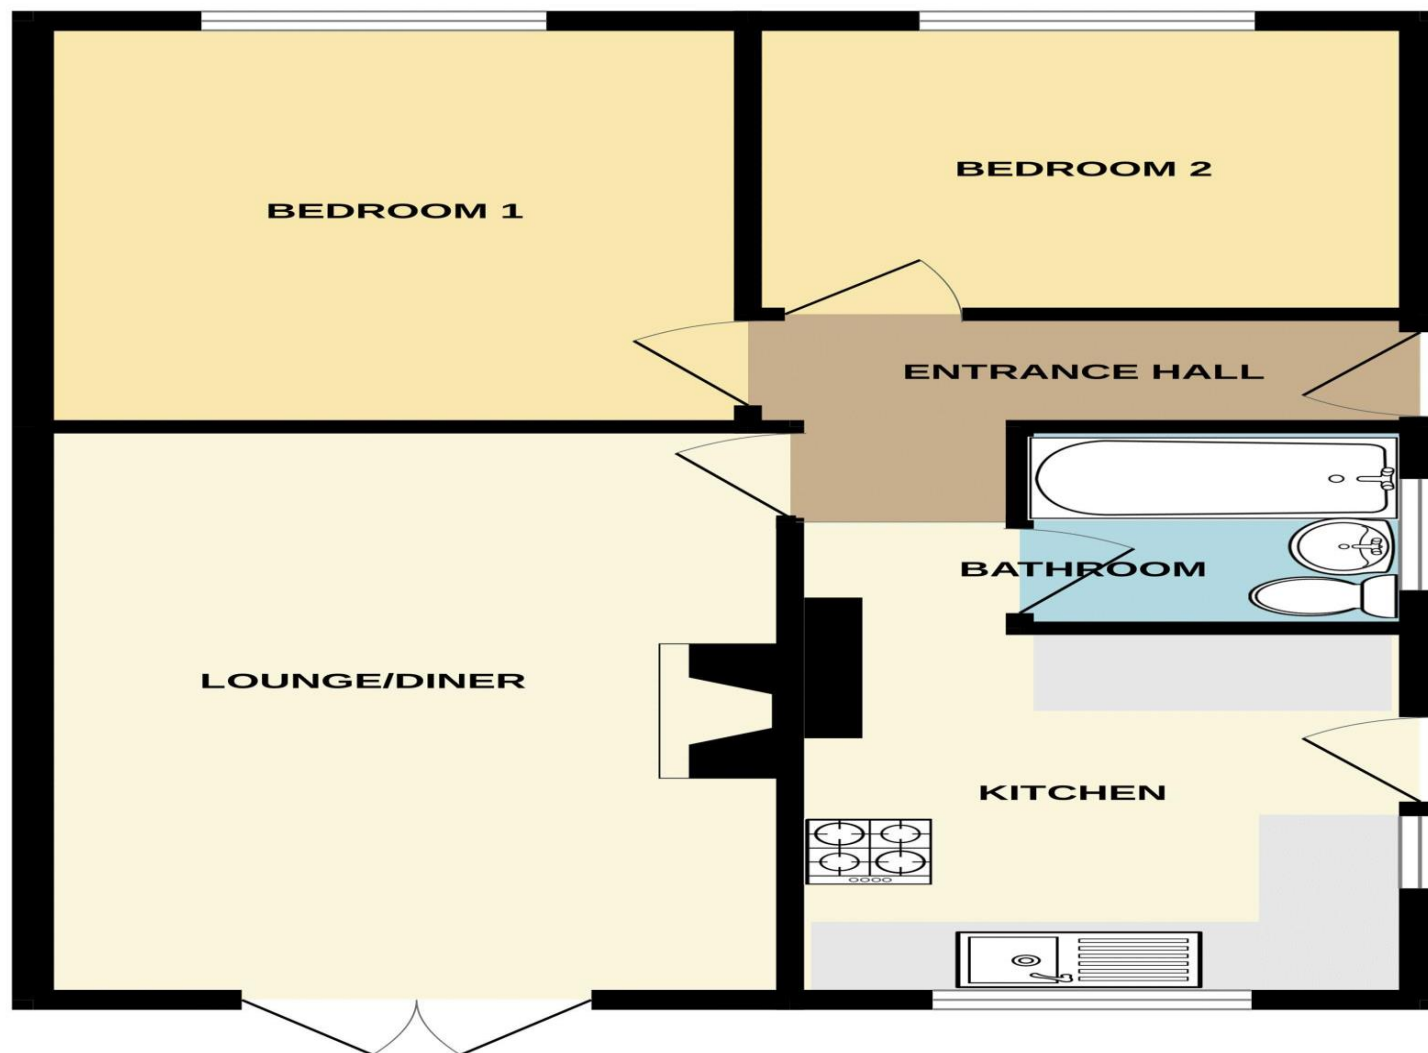 BEDROOM 1
BEDROOM 2
ENTRANCE HALL
BATHROOM
LOUNGE/DINER
KITCHEN